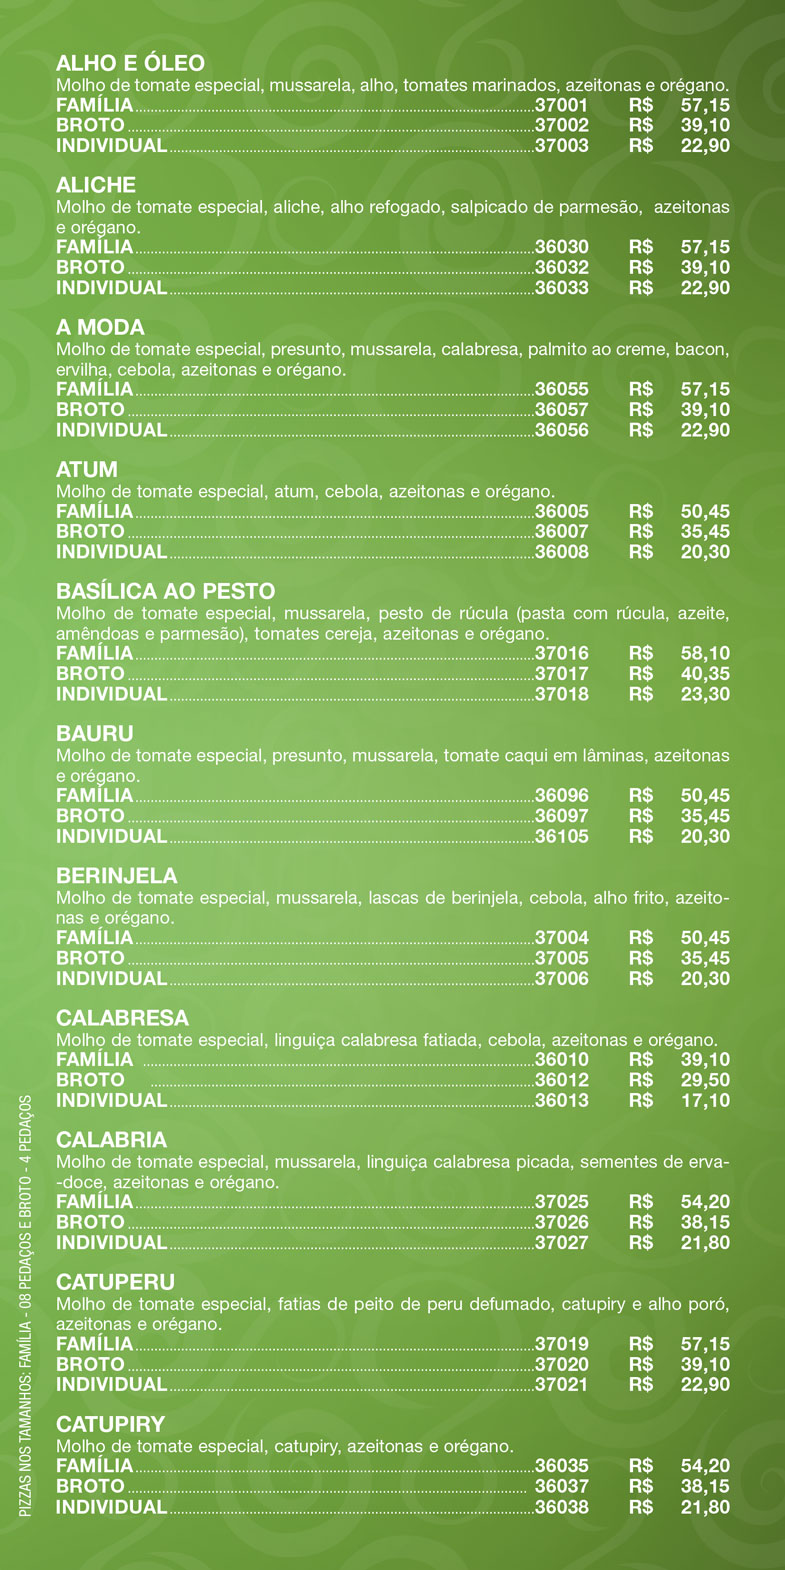 ALHO E ÓLEO
Molho de tomate especial, mussarela, alho, tomates marinados, azeitonas e orégano.
FAMÍLIA 37001 R$ 57,15
BROTO 37002 R$ 39,10
INDIVIDUAL 37003 R$ 22,90
ALICHE
Molho de tomate especial, aliche, alho refogado, salpicado de parmesão, azeitonas
e orégano.
FAMÍLIA 36030 R$ 57,15
BROTO 36032 R$ 39,10
INDIVIDUAL 36033 R$ 22,90
A MODA
Molho de tomate especial, presunto, mussarela, calabresa, palmito ao creme, bacon,
ervilha, cebola, azeitonas e orégano.
FAMÍLIA 36055 R$ 57,15
BROTO 36057 R$ 39,10
INDIVIDUAL 36056 R$ 22,90
ATUM
Molho de tomate especial, atum, cebola, azeitonas e orégano.
FAMÍLIA 36005 R$ 50,45
BROTO 36007 R$ 35,45
INDIVIDUAL 36008 R$ 20,30
BASÍLICA AO PESTO
Molho de tomate especial, mussarela, pesto de rúcula (pasta com rúcula, azeite,
amêndoas e parmesão), tomates cereja, azeitonas e orégano.
FAMÍLIA 37016 R$ 58,10
BROTO 37017 R$ 40,35
INDIVIDUAL 37018 R$ 23,30
BAURU
Molho de tomate especial, presunto, mussarela, tomate caqui em lâminas, azeitonas
e orégano.
FAMÍLIA 36096 R$ 50,45
BROTO 36097 R$ 35,45
INDIVIDUAL 36105 R$ 20,30
BERINJELA
Molho de tomate especial, mussarela, lascas de berinjela, cebola, alho frito, azeito-
nas e orégano.
FAMÍLIA 37004 R$ 50,45
BROTO 37005 R$ 35,45
INDIVIDUAL 37006 R$ 20,30
CALABRESA
Molho de tomate especial, linguiça calabresa fatiada, cebola, azeitonas e orégano.
FAMÍLIA 36010 R$ 39,10
BROTO 36012 R$ 29,50
INDIVIDUAL 36013 R$ 17,10
CALABRIA
Molho de tomate especial, mussarela, linguiça calabresa picada, sementes de erva-
-doce, azeitonas e orégano.
FAMÍLIA 37025 R$ 54,20
BROTO 37026 R$ 38,15
INDIVIDUAL 37027 R$ 21,80
CATUPERU
Molho de tomate especial, fatias de peito de peru defumado, catupiry e alho poró,
azeitonas e orégano.
FAMÍLIA 37019 R$ 57,15
BROTO 37020 R$ 39,10
INDIVIDUAL 37021 R$ 22,90
CATUPIRY
Molho de tomate especial, catupiry, azeitonas e orégano.
FAMÍLIA 36035 R$ 54,20
BROTO 36037 R$ 38,15
INDIVIDUAL 36038 R$ 21,80
PIZZAS NOS TAMANHOS: FAMÍLIA - 08 PEDAÇOS E BROTO - 4 PEDAÇOS